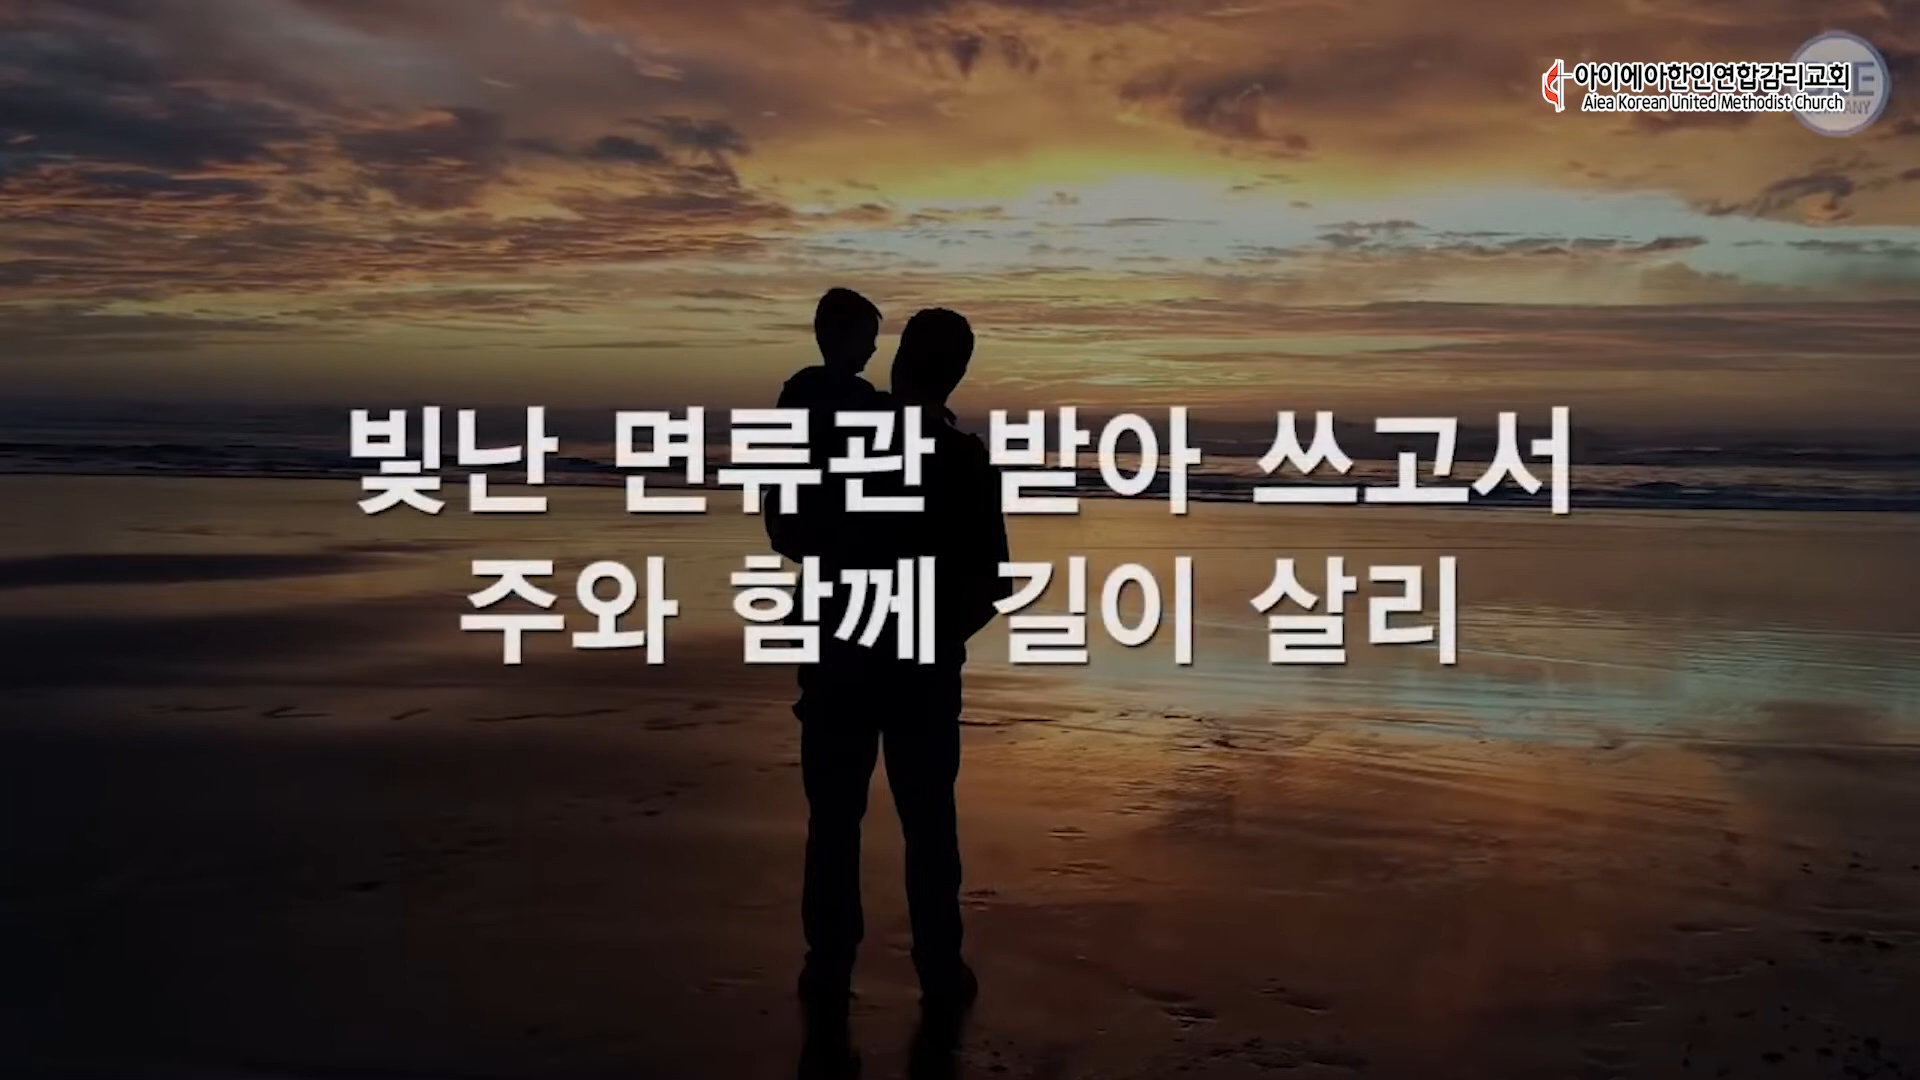 아이에아한인연합감리교회
Aiea Korean United Methodist Church
빛난 면류관 받아 쓰고서
주와 함께 길이 살리